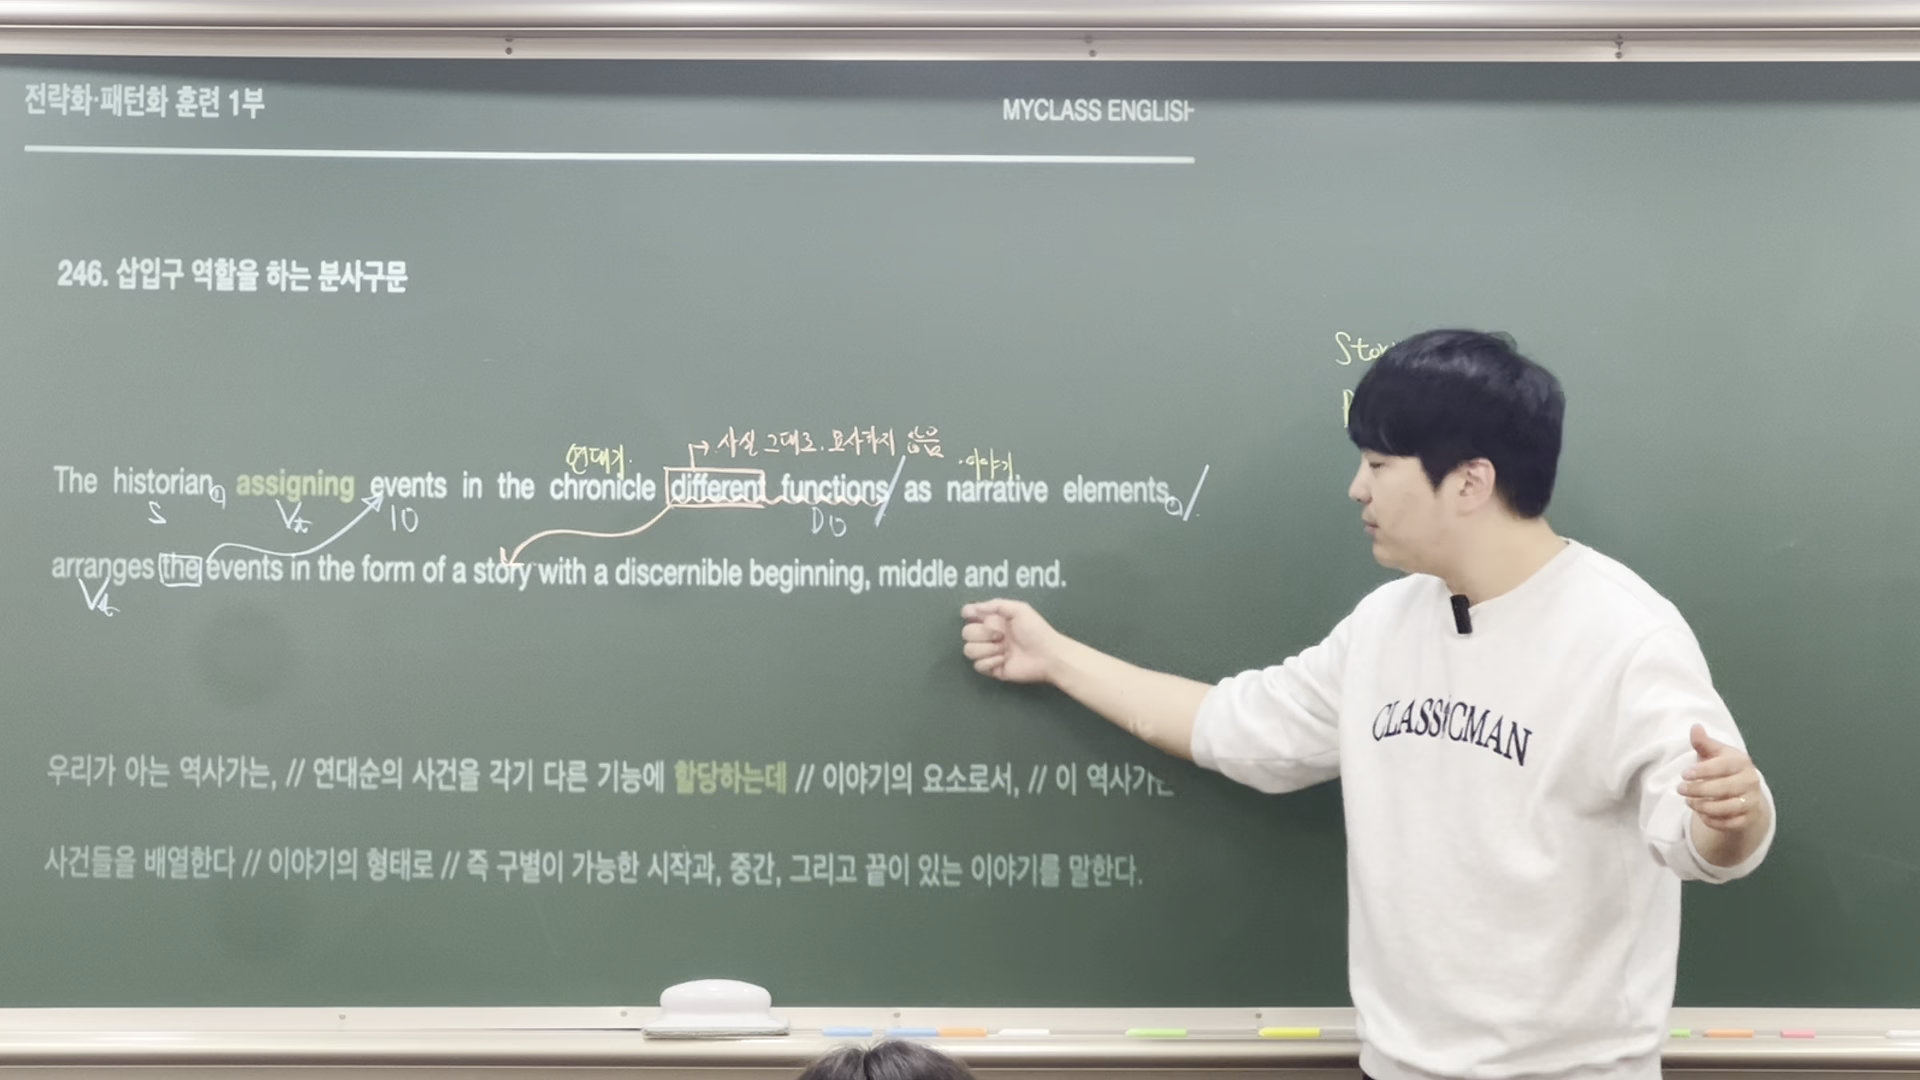 전략화·패턴화 훈련 1부
MYCLASS ENGLISH
246. 삽입구 역할을 하는 분사구문
Stor
연대기.
→ 사실 그대로 묘사하지 않음
이야기
The historian, assigning events in the chronicle different functions / as narrative elements, /
S Vt IO DO
arranges the events in the form of a story with a discernible beginning, middle and end.
Vt
우리가 아는 역사가는, // 연대순의 사건을 각기 다른 기능에 할당하는데 // 이야기의 요소로서, // 이 역사가는
사건들을 배열한다 // 이야기의 형태로 // 즉 구별이 가능한 시작과, 중간, 그리고 끝이 있는 이야기를 말한다.
CLASSICMAN